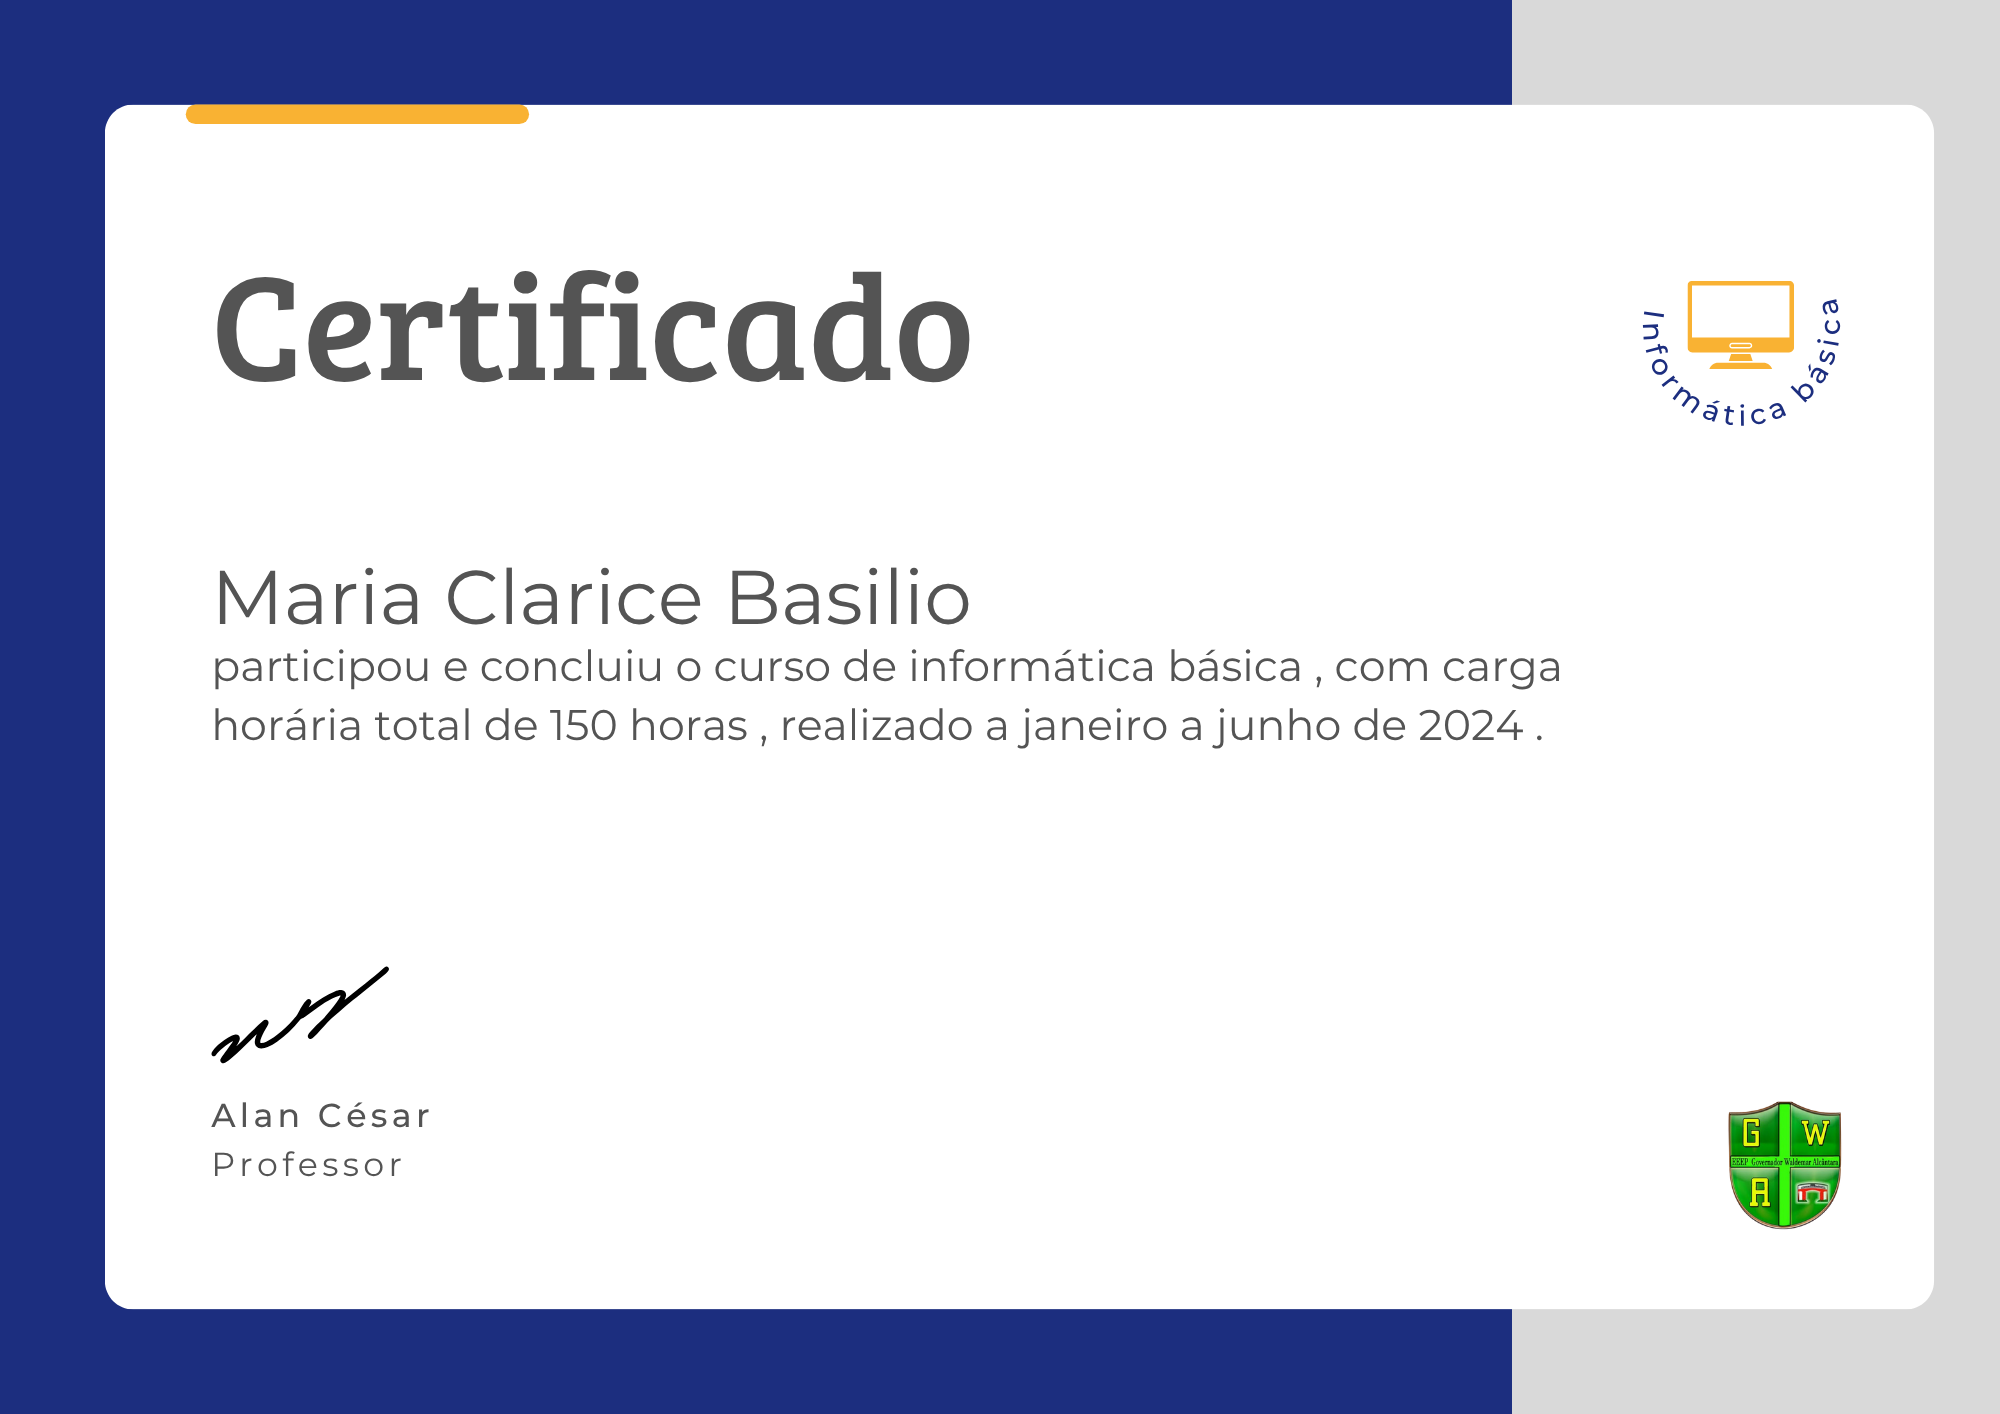 Certificado
Informática básica
Maria Clarice Basilio
participou e concluiu o curso de informática básica , com carga
horária total de 150 horas , realizado a janeiro a junho de 2024 .
Alan César
Professor
G W
EEEP Governador Waldemar Alcântara
A